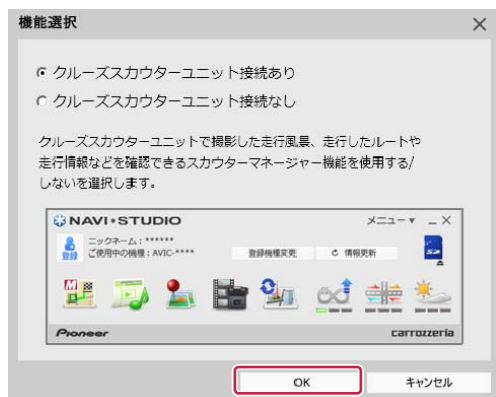 機能選択
クルーズスカウターユニット接続あり
クルーズスカウターユニット接続なし
クルーズスカウターユニットで撮影した走行風景、走行したルートや
走行情報などを確認できるスカウターマネージャー機能を使用する/
しないを選択します。
NAVI*STUDIO メニュー
ニックネーム:******
登録 ご使用中の機種:AVIC-**** 登録機種変更 情報更新
Pioneer carrozzeria
OK キャンセル